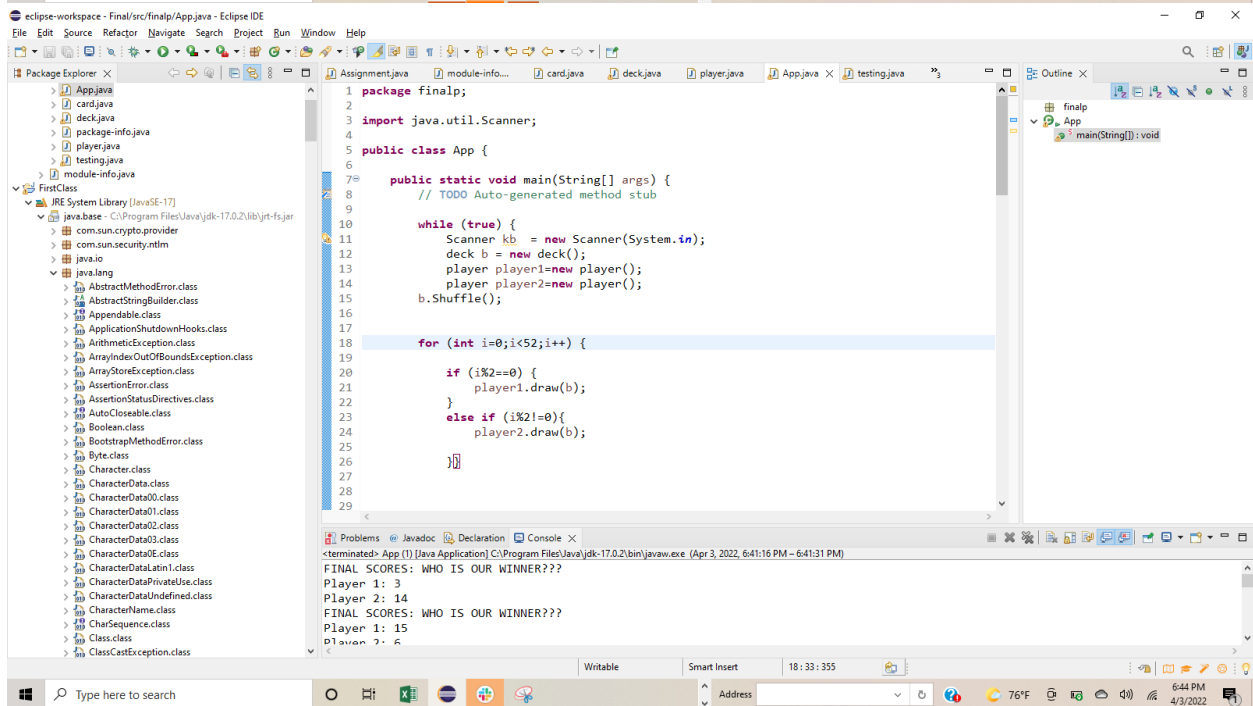 eclipse-workspace - Final/src/finalp/App.java - Eclipse IDE
File Edit Source Refactor Navigate Search Project Run Window Help
Package Explorer
App.java
card.java
deck.java
package-info.java
player.java
testing.java
module-info.java
FirstClass
JRE System Library [JavaSE-17]
java.base - C:\Program Files\Java\jdk-17.0.2\lib\jrt-fs.jar
com.sun.crypto.provider
com.sun.security.ntlm
java.io
java.lang
AbstractMethodError.class
AbstractStringBuilder.class
Appendable.class
ApplicationShutdownHooks.class
ArithmeticException.class
ArrayIndexOutOfBoundsException.class
ArrayStoreException.class
AssertionError.class
AssertionStatusDirectives.class
AutoCloseable.class
Boolean.class
BootstrapMethodError.class
Byte.class
Character.class
CharacterData.class
CharacterData00.class
CharacterData01.class
CharacterData02.class
CharacterData03.class
CharacterData0E.class
CharacterDataLatin1.class
CharacterDataPrivateUse.class
CharacterDataUndefined.class
CharacterName.class
CharSequence.class
Class.class
ClassCastException.class
Assignment.java module-info.... card.java deck.java player.java App.java testing.java »3
1 package finalp;
2
3 import java.util.Scanner;
4
5 public class App {
6
7 public static void main(String[] args) {
8 // TODO Auto-generated method stub
9
10 while (true) {
11 Scanner kb = new Scanner(System.in);
12 deck b = new deck();
13 player player1=new player();
14 player player2=new player();
15 b.Shuffle();
16
17
18 for (int i=0;i<52;i++) {
19
20 if (i%2==0) {
21 player1.draw(b);
22 }
23 else if (i%2!=0){
24 player2.draw(b);
25
26 }}
27
28
29
Outline
finalp
App
main(String[]) : void
Problems @ Javadoc Declaration Console
<terminated> App (1) [Java Application] C:\Program Files\Java\jdk-17.0.2\bin\javaw.exe (Apr 3, 2022, 6:41:16 PM – 6:41:31 PM)
FINAL SCORES: WHO IS OUR WINNER???
Player 1: 3
Player 2: 14
FINAL SCORES: WHO IS OUR WINNER???
Player 1: 15
Player 2: 6
Writable Smart Insert 18 : 33 : 355
Type here to search
Address
76°F
6:44 PM
4/3/2022